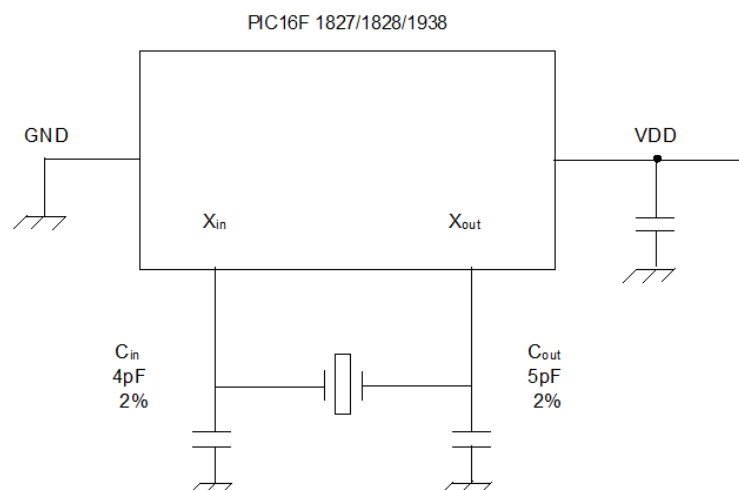 PIC16F 1827/1828/1938
GND
VDD
Xin
Xout
Cin
4pF
2%
Cout
5pF
2%